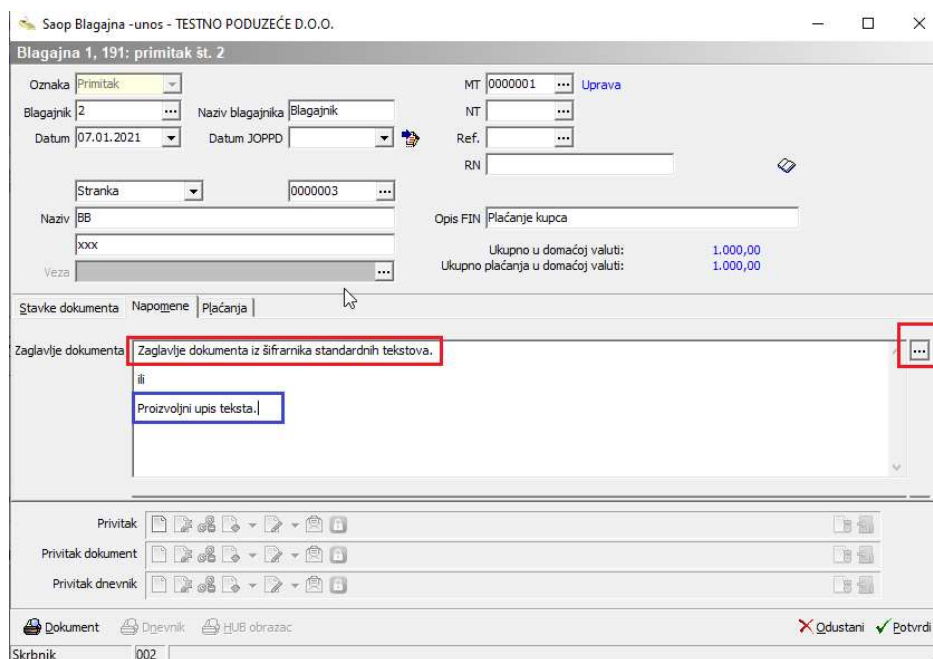 Saop Blagajna -unos - TESTNO PODUZEĆE D.O.O.
Blagajna 1, 191: primitak št. 2
Oznaka Primitak MT 0000001 ... Uprava
Blagajnik 2 ... Naziv blagajnika Blagajnik NT ...
Datum 07.01.2021 Datum JOPPD Ref. ...
RN
Stranka 0000003 ...
Naziv BB Opis FIN Plaćanje kupca
xxx Ukupno u domaćoj valuti: 1.000,00
Veza ... Ukupno plaćanja u domaćoj valuti: 1.000,00
Stavke dokumenta Napomene Plaćanja
Zaglavlje dokumenta Zaglavlje dokumenta iz šifrarnika standardnih tekstova. ...
ili
Proizvoljni upis teksta.
Privitak
Privitak dokument
Privitak dnevnik
Dokument Dnevnik HUB obrazac Odustani Potvrdi
Skrbnik 002